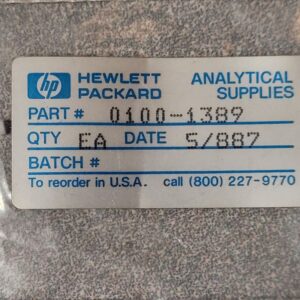 hp HEWLETT PACKARD ANALYTICAL SUPPLIES
PART # 0100-1389
QTY EA DATE 5/887
BATCH #
To reorder in U.S.A. call (800) 227-9770